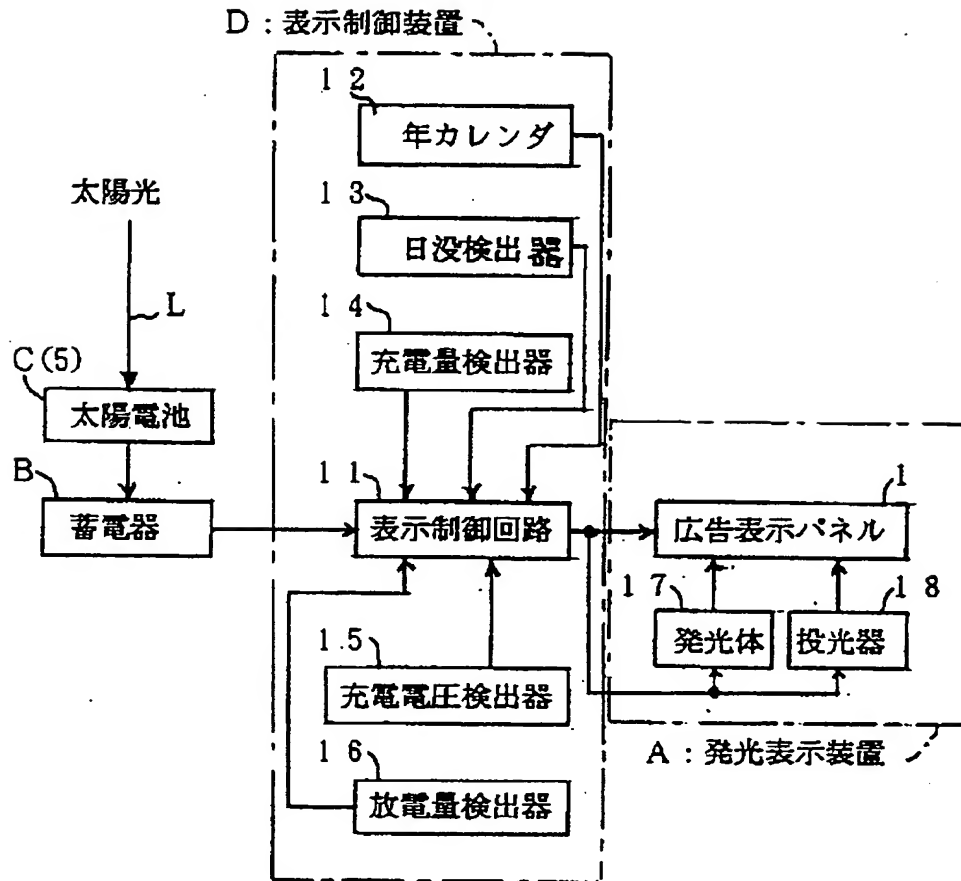 D：表示制御装置
12
年カレンダ
太陽光
13
日没検出器
L
14
充電量検出器
C(5)
太陽電池
B
蓄電器
11
表示制御回路
1
広告表示パネル
17
発光体
18
投光器
1.5
充電電圧検出器
A：発光表示装置
16
放電量検出器